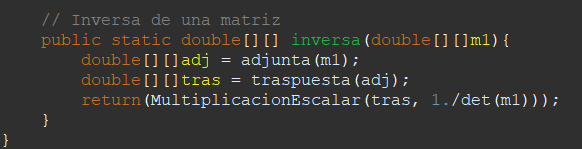 // Inversa de una matriz
public static double[][] inversa(double[][]m1){
double[][]adj = adjunta(m1);
double[][]tras = traspuesta(adj);
return(MultiplicacionEscalar(tras, 1./det(m1)));
}
}